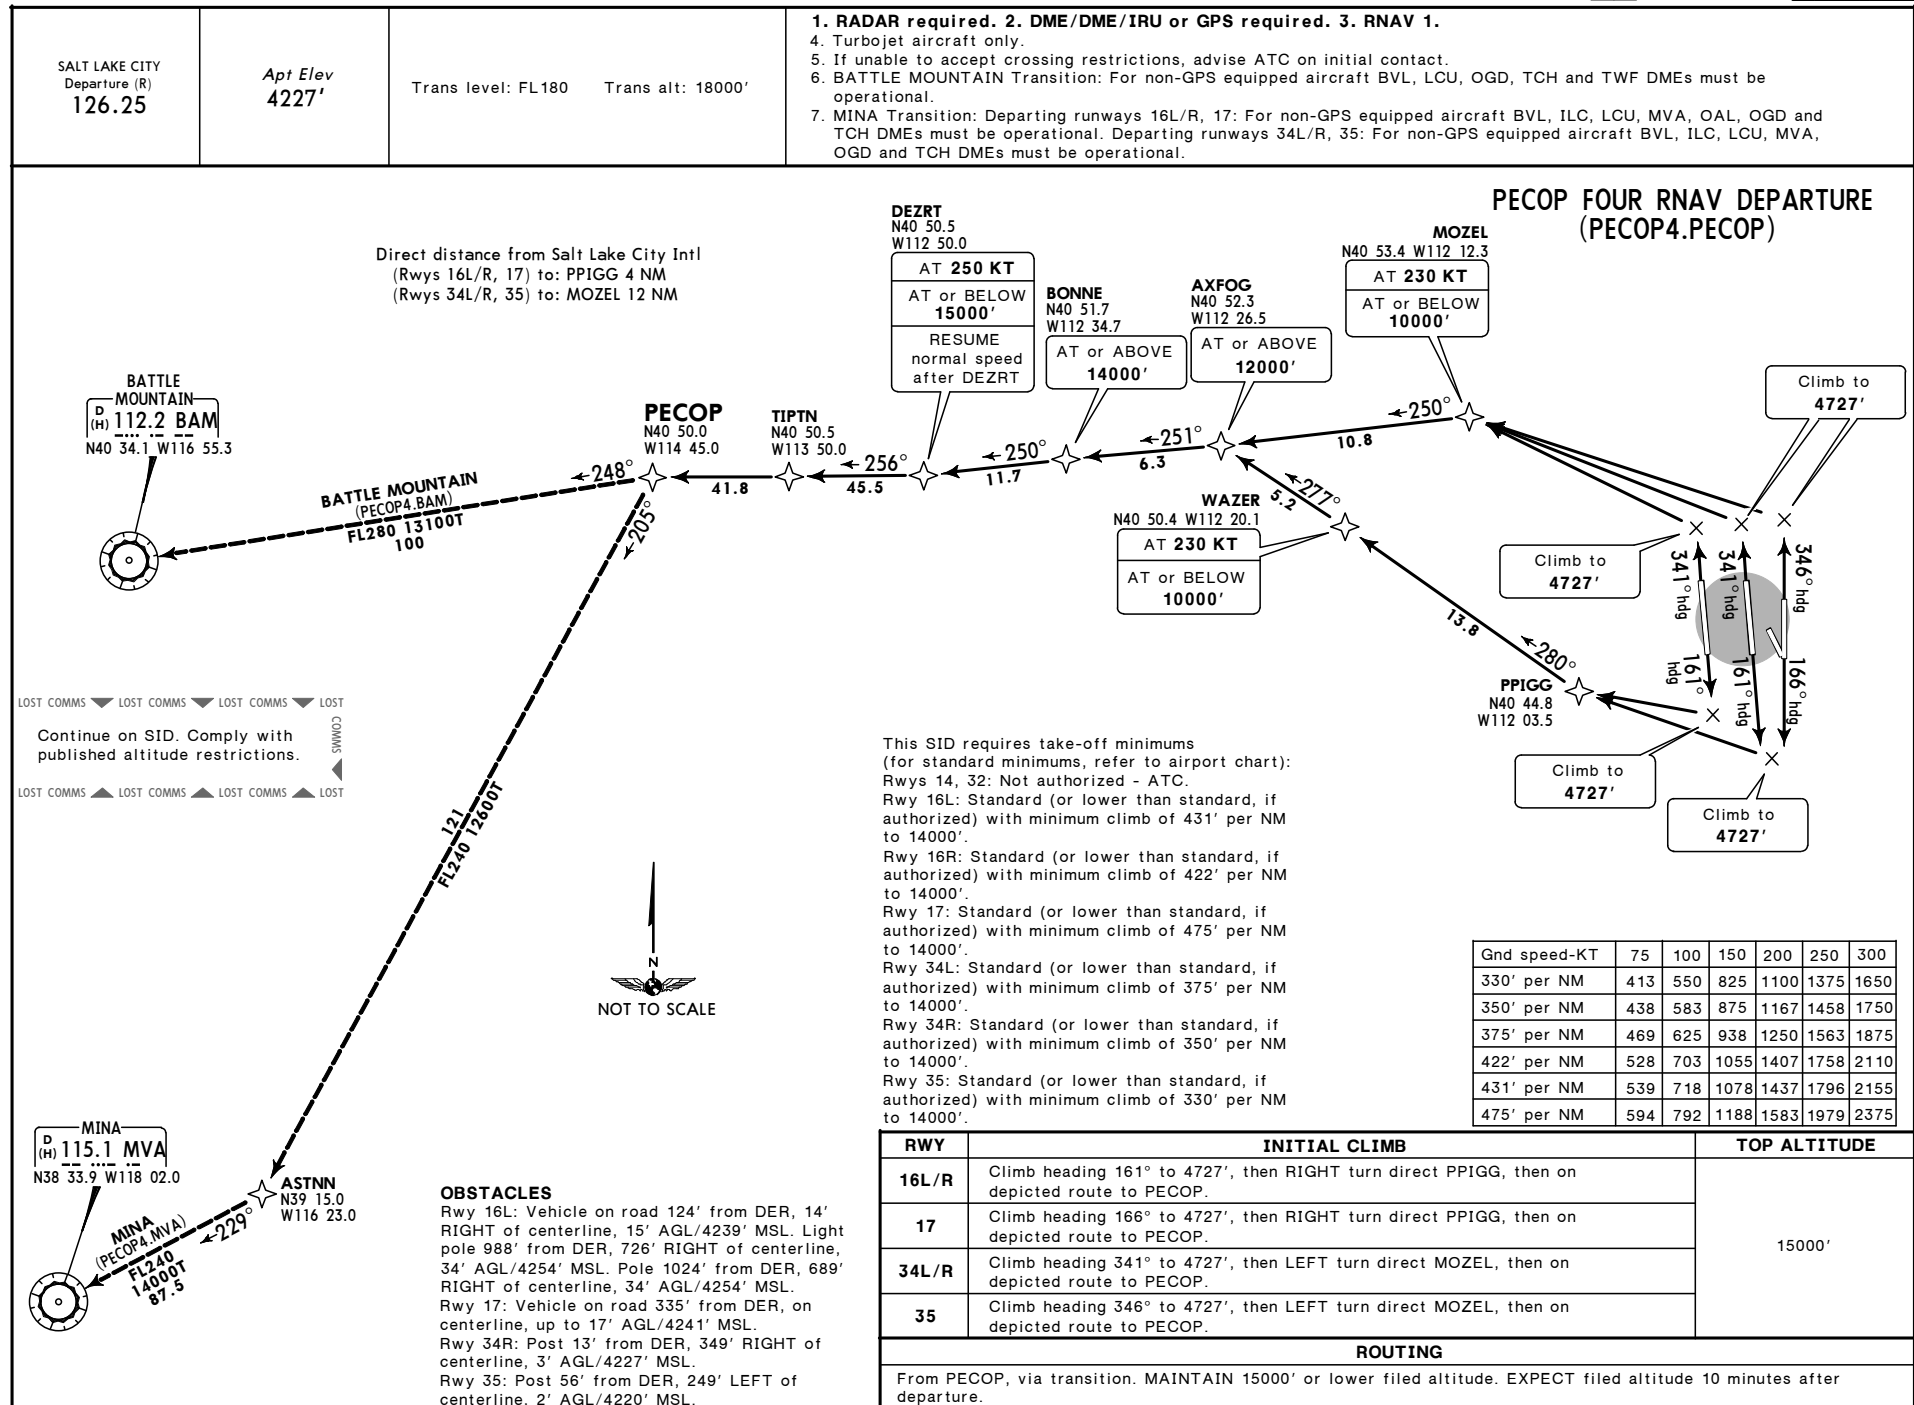 SALT LAKE CITY
Departure (R)
126.25
Apt Elev
4227'
Trans level: FL180 Trans alt: 18000'
1. RADAR required. 2. DME/DME/IRU or GPS required. 3. RNAV 1.
4. Turbojet aircraft only.
5. If unable to accept crossing restrictions, advise ATC on initial contact.
6. BATTLE MOUNTAIN Transition: For non-GPS equipped aircraft BVL, LCU, OGD, TCH and TWF DMEs must be
operational.
7. MINA Transition: Departing runways 16L/R, 17: For non-GPS equipped aircraft BVL, ILC, LCU, MVA, OAL, OGD and
TCH DMEs must be operational. Departing runways 34L/R, 35: For non-GPS equipped aircraft BVL, ILC, LCU, MVA,
OGD and TCH DMEs must be operational.
PECOP FOUR RNAV DEPARTURE
(PECOP4.PECOP)
Direct distance from Salt Lake City Intl
(Rwys 16L/R, 17) to: PPIGG 4 NM
(Rwys 34L/R, 35) to: MOZEL 12 NM
DEZRT
N40 50.5
W112 50.0
AT 250 KT
AT or BELOW
15000'
RESUME
normal speed
after DEZRT
BONNE
N40 51.7
W112 34.7
AT or ABOVE
14000'
AXFOG
N40 52.3
W112 26.5
AT or ABOVE
12000'
MOZEL
N40 53.4 W112 12.3
AT 230 KT
AT or BELOW
10000'
Climb to
4727'
BATTLE
MOUNTAIN
D
(H) 112.2 BAM
N40 34.1 W116 55.3
PECOP
N40 50.0
W114 45.0
TIPTN
N40 50.5
W113 50.0
248°
41.8
256°
45.5
250°
11.7
251°
6.3
250°
10.8
BATTLE MOUNTAIN
(PECOP4.BAM)
FL280 13100T
100
205°
277°
5.2
WAZER
N40 50.4 W112 20.1
AT 230 KT
AT or BELOW
10000'
Climb to
4727'
341° hdg
341° hdg
346° hdg
161°
hdg
161° hdg
166° hdg
13.8
280°
PPIGG
N40 44.8
W112 03.5
Climb to
4727'
Climb to
4727'
LOST COMMS LOST COMMS LOST COMMS LOST
COMMS
Continue on SID. Comply with
published altitude restrictions.
LOST COMMS LOST COMMS LOST COMMS LOST
121
FL240 12600T
N
NOT TO SCALE
This SID requires take-off minimums
(for standard minimums, refer to airport chart):
Rwys 14, 32: Not authorized - ATC.
Rwy 16L: Standard (or lower than standard, if
authorized) with minimum climb of 431' per NM
to 14000'.
Rwy 16R: Standard (or lower than standard, if
authorized) with minimum climb of 422' per NM
to 14000'.
Rwy 17: Standard (or lower than standard, if
authorized) with minimum climb of 475' per NM
to 14000'.
Rwy 34L: Standard (or lower than standard, if
authorized) with minimum climb of 375' per NM
to 14000'.
Rwy 34R: Standard (or lower than standard, if
authorized) with minimum climb of 350' per NM
to 14000'.
Rwy 35: Standard (or lower than standard, if
authorized) with minimum climb of 330' per NM
to 14000'.
Gnd speed-KT 75 100 150 200 250 300
330' per NM 413 550 825 1100 1375 1650
350' per NM 438 583 875 1167 1458 1750
375' per NM 469 625 938 1250 1563 1875
422' per NM 528 703 1055 1407 1758 2110
431' per NM 539 718 1078 1437 1796 2155
475' per NM 594 792 1188 1583 1979 2375
MINA
D
(H) 115.1 MVA
N38 33.9 W118 02.0
ASTNN
N39 15.0
W116 23.0
229°
MINA
(PECOP4.MVA)
FL240
14000T
87.5
OBSTACLES
Rwy 16L: Vehicle on road 124' from DER, 14'
RIGHT of centerline, 15' AGL/4239' MSL. Light
pole 988' from DER, 726' RIGHT of centerline,
34' AGL/4254' MSL. Pole 1024' from DER, 689'
RIGHT of centerline, 34' AGL/4254' MSL.
Rwy 17: Vehicle on road 335' from DER, on
centerline, up to 17' AGL/4241' MSL.
Rwy 34R: Post 13' from DER, 349' RIGHT of
centerline, 3' AGL/4227' MSL.
Rwy 35: Post 56' from DER, 249' LEFT of
centerline, 2' AGL/4220' MSL.
RWY INITIAL CLIMB TOP ALTITUDE
16L/R Climb heading 161° to 4727', then RIGHT turn direct PPIGG, then on
depicted route to PECOP.
17 Climb heading 166° to 4727', then RIGHT turn direct PPIGG, then on
depicted route to PECOP.
15000'
34L/R Climb heading 341° to 4727', then LEFT turn direct MOZEL, then on
depicted route to PECOP.
35 Climb heading 346° to 4727', then LEFT turn direct MOZEL, then on
depicted route to PECOP.
ROUTING
From PECOP, via transition. MAINTAIN 15000' or lower filed altitude. EXPECT filed altitude 10 minutes after
departure.